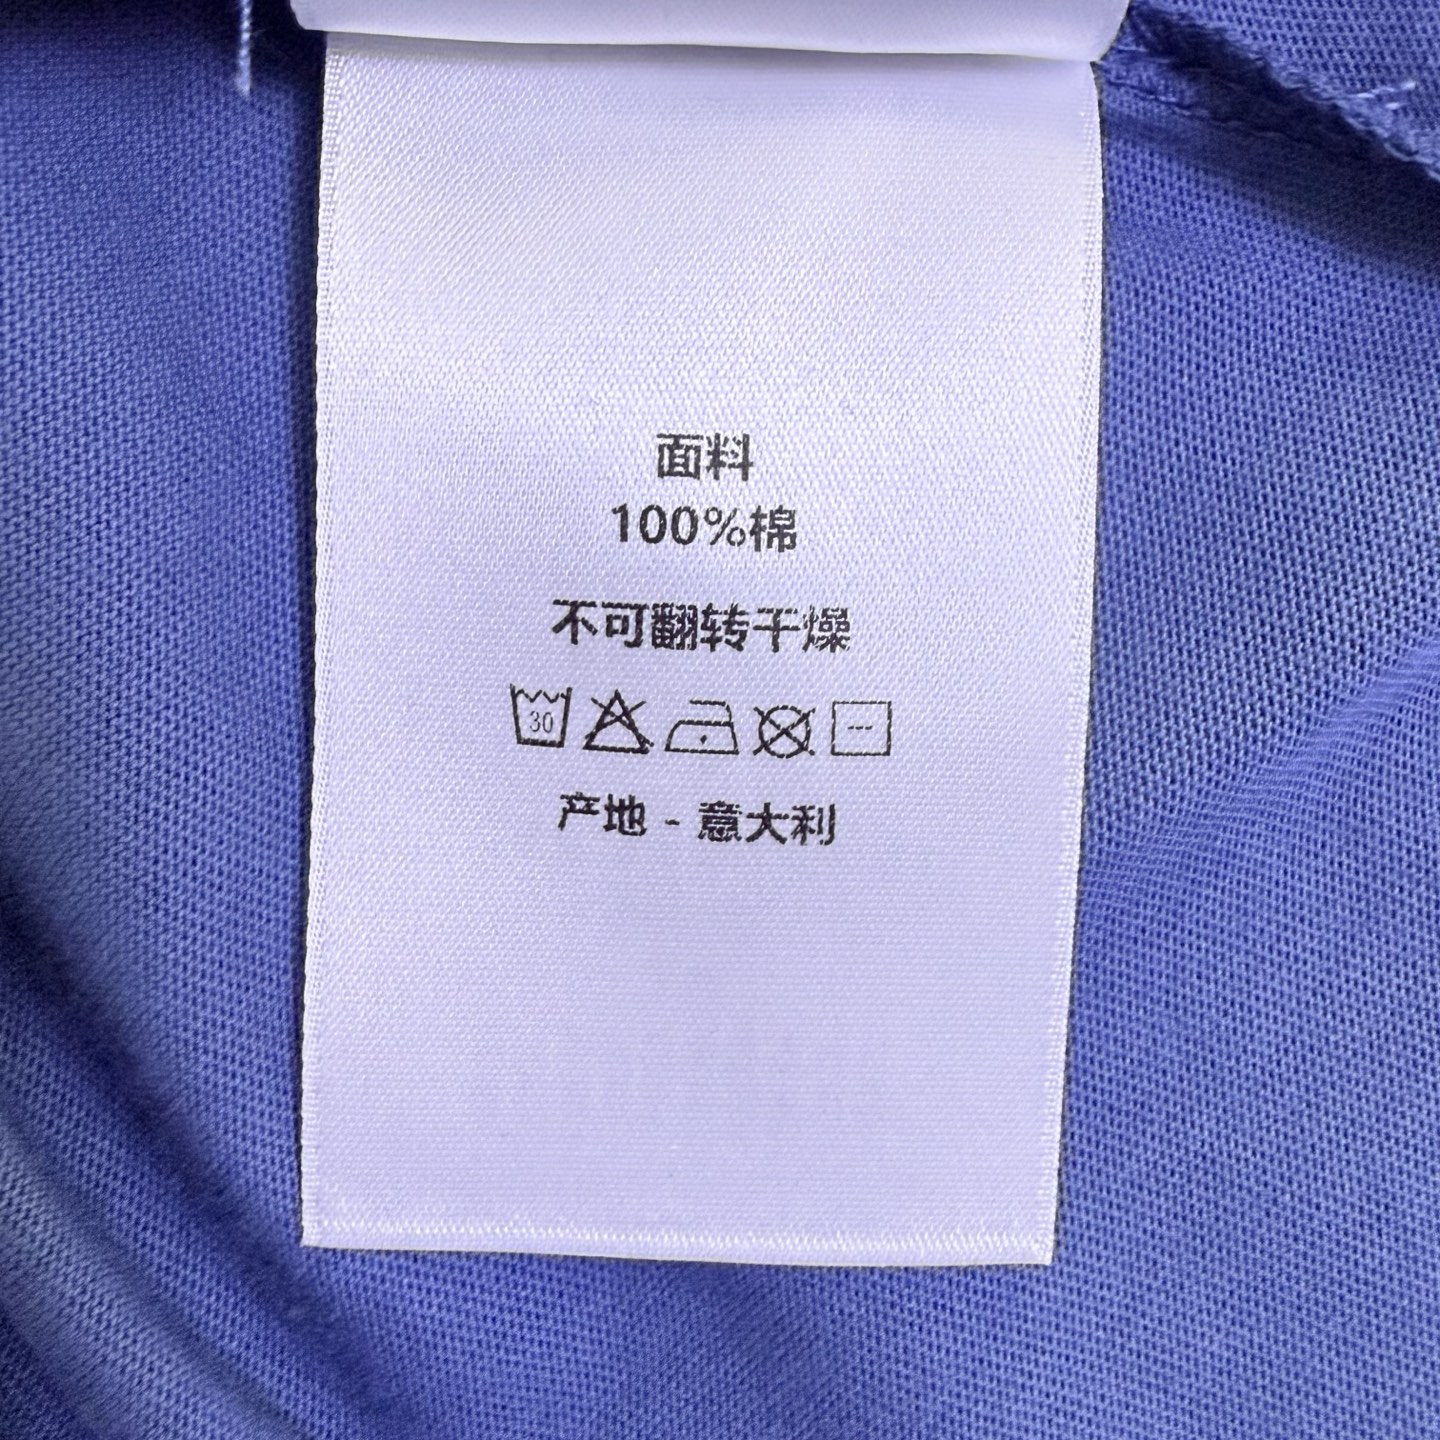 面料
100%棉
不可翻转干燥
30
产地 - 意大利